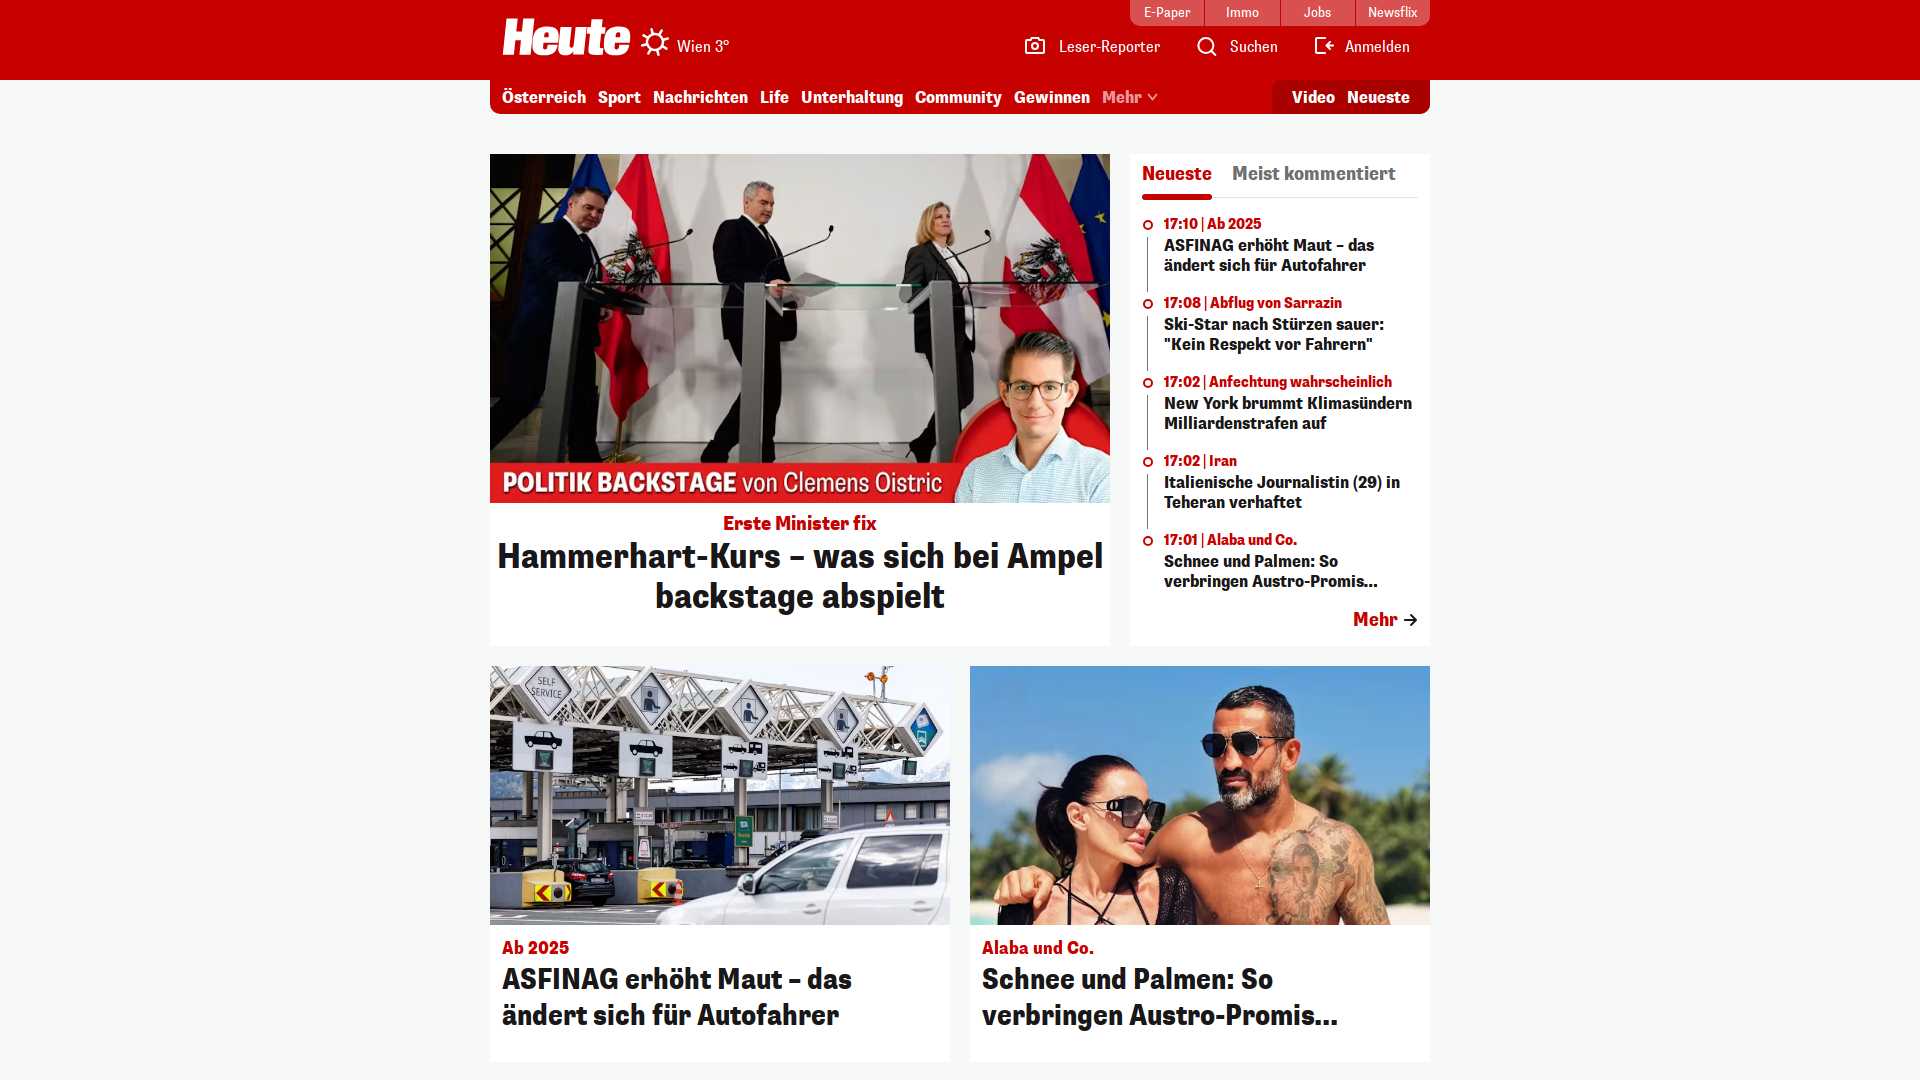 E-Paper
Immo
Jobs
Newsflix
Heute
Wien 3°
Leser-Reporter
Suchen
Anmelden
Österreich
Sport
Nachrichten
Life
Unterhaltung
Community
Gewinnen
Mehr
Video
Neueste
POLITIK BACKSTAGE von Clemens Oistric
Erste Minister fix
Hammerhart-Kurs – was sich bei Ampel
backstage abspielt
Neueste
Meist kommentiert
17:10 | Ab 2025
ASFINAG erhöht Maut – das
ändert sich für Autofahrer
17:08 | Abflug von Sarrazin
Ski-Star nach Stürzen sauer:
"Kein Respekt vor Fahrern"
17:02 | Anfechtung wahrscheinlich
New York brummt Klimasündern
Milliardenstrafen auf
17:02 | Iran
Italienische Journalistin (29) in
Teheran verhaftet
17:01 | Alaba und Co.
Schnee und Palmen: So
verbringen Austro-Promis...
Mehr
SELF
SERVICE
Ab 2025
ASFINAG erhöht Maut – das
ändert sich für Autofahrer
Alaba und Co.
Schnee und Palmen: So
verbringen Austro-Promis...